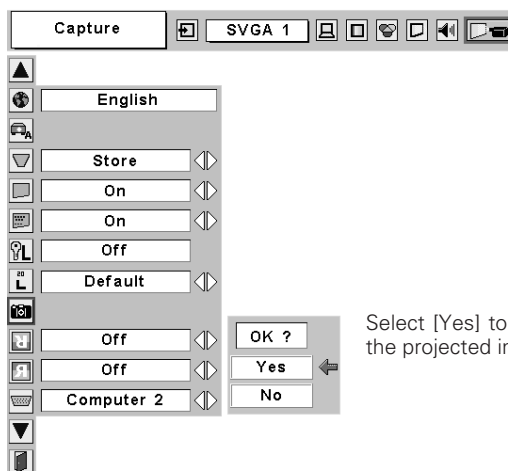 Capture
SVGA 1
English
Store
On
On
Off
Default
Off
OK ?
Select [Yes] to
the projected
Off
Yes
Computer 2
No